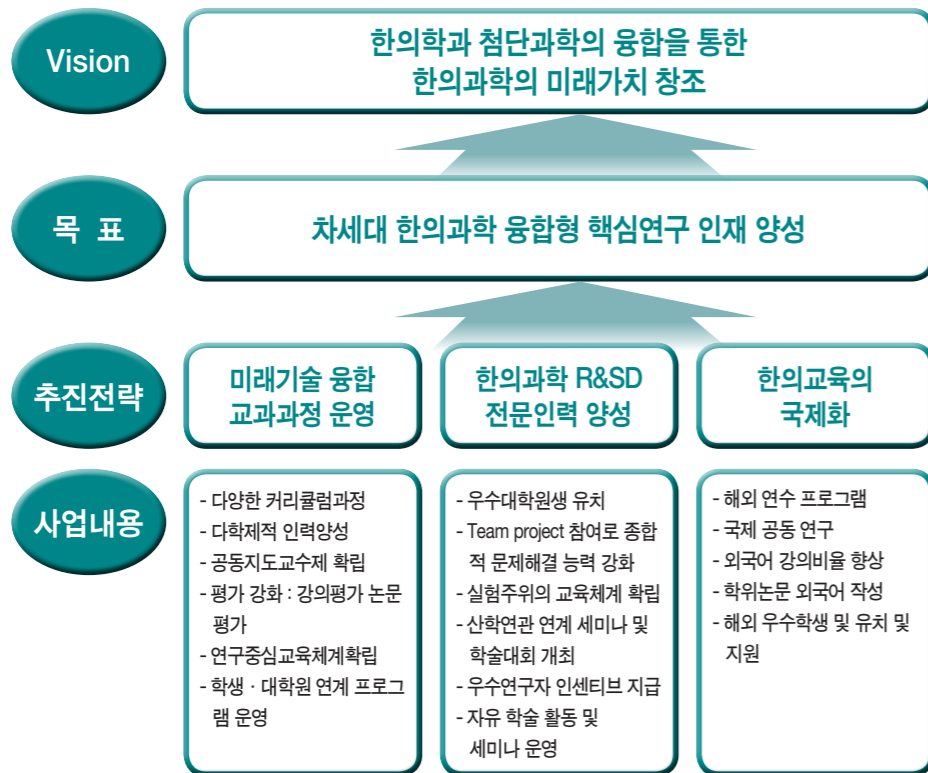 Vision
한의학과 첨단과학의 융합을 통한
한의과학의 미래가치 창조
목 표
차세대 한의과학 융합형 핵심연구 인재 양성
추진전략
미래기술 융합
교과과정 운영
한의과학 R&SD
전문인력 양성
한의교육의
국제화
사업내용
- 다양한 커리큘럼과정
- 다학제적 인력양성
- 공동지도교수제 확립
- 평가 강화 : 강의평가 논문
평가
- 연구중심교육체계확립
- 학생 · 대학원 연계 프로그
램 운영
- 우수대학원생 유치
- Team project 참여로 종합
적 문제해결 능력 강화
- 실험주위의 교육체계 확립
- 산학연관 연계 세미나 및
학술대회 개최
- 우수연구자 인센티브 지급
- 자유 학술 활동 및
세미나 운영
- 해외 연수 프로그램
- 국제 공동 연구
- 외국어 강의비율 향상
- 학위논문 외국어 작성
- 해외 우수학생 및 유치 및
지원